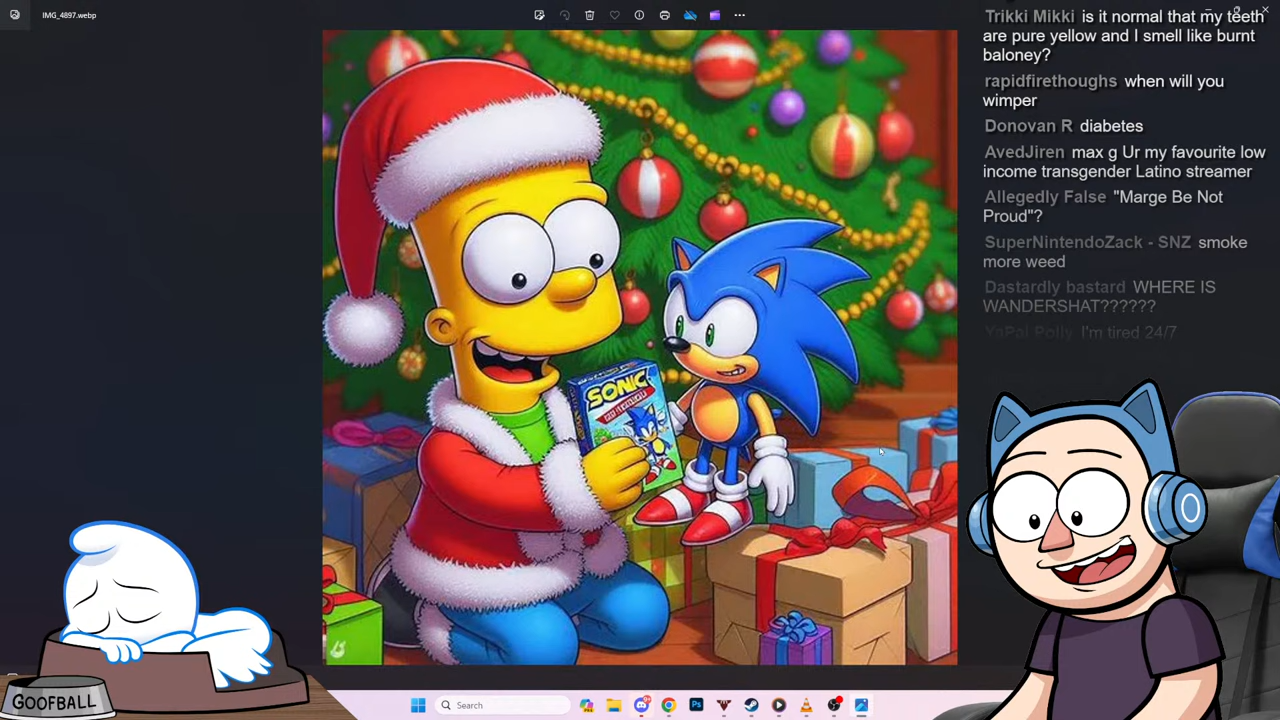 IMG_4897.webp
Trikki Mikki is it normal that my teeth
are pure yellow and I smell like burnt
baloney?
rapidfirethoughs when will you
wimper
Donovan R diabetes
AvedJiren max g Ur my favourite low
income transgender Latino streamer
Allegedly False "Marge Be Not
Proud"?
SuperNintendoZack - SNZ smoke
more weed
Dastardly bastard WHERE IS
WANDERSHAT??????
YaPal Polly I'm tired 24/7
SONIC
GOOFBALL
Search